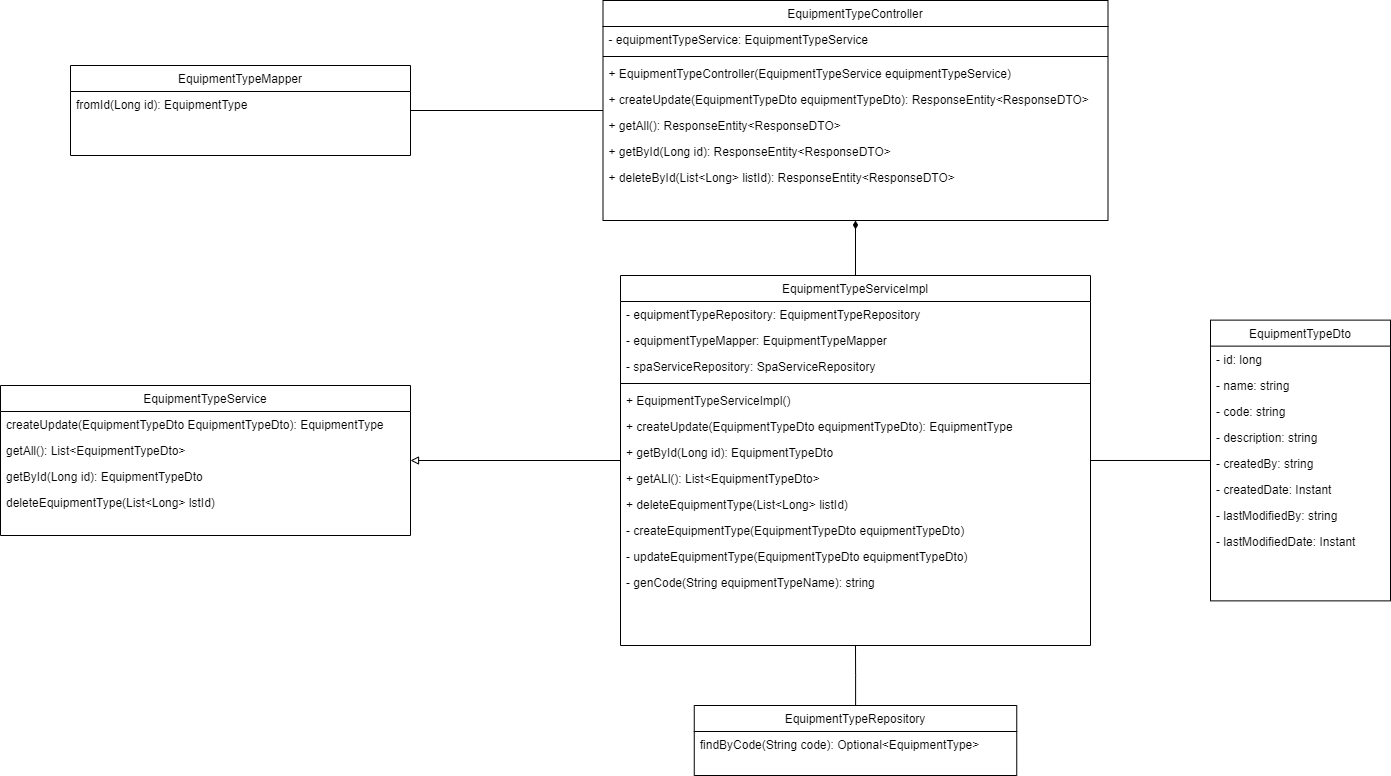 EquipmentTypeController
- equipmentTypeService: EquipmentTypeService
+ EquipmentTypeController(EquipmentTypeService equipmentTypeService)
+ createUpdate(EquipmentTypeDto equipmentTypeDto): ResponseEntity<ResponseDTO>
+ getAll(): ResponseEntity<ResponseDTO>
+ getById(Long id): ResponseEntity<ResponseDTO>
+ deleteById(List<Long> listId): ResponseEntity<ResponseDTO>
EquipmentTypeMapper
fromId(Long id): EquipmentType
EquipmentTypeServiceImpl
- equipmentTypeRepository: EquipmentTypeRepository
- equipmentTypeMapper: EquipmentTypeMapper
- spaServiceRepository: SpaServiceRepository
+ EquipmentTypeServiceImpl()
+ createUpdate(EquipmentTypeDto equipmentTypeDto): EquipmentType
+ getById(Long id): EquipmentTypeDto
+ getALl(): List<EquipmentTypeDto>
+ deleteEquipmentType(List<Long> listId)
- createEquipmentType(EquipmentTypeDto equipmentTypeDto)
- updateEquipmentType(EquipmentTypeDto equipmentTypeDto)
- genCode(String equipmentTypeName): string
EquipmentTypeDto
- id: long
- name: string
- code: string
- description: string
- createdBy: string
- createdDate: Instant
- lastModifiedBy: string
- lastModifiedDate: Instant
EquipmentTypeService
createUpdate(EquipmentTypeDto EquipmentTypeDto): EquipmentType
getAll(): List<EquipmentTypeDto>
getById(Long id): EquipmentTypeDto
deleteEquipmentType(List<Long> lstId)
EquipmentTypeRepository
findByCode(String code): Optional<EquipmentType>